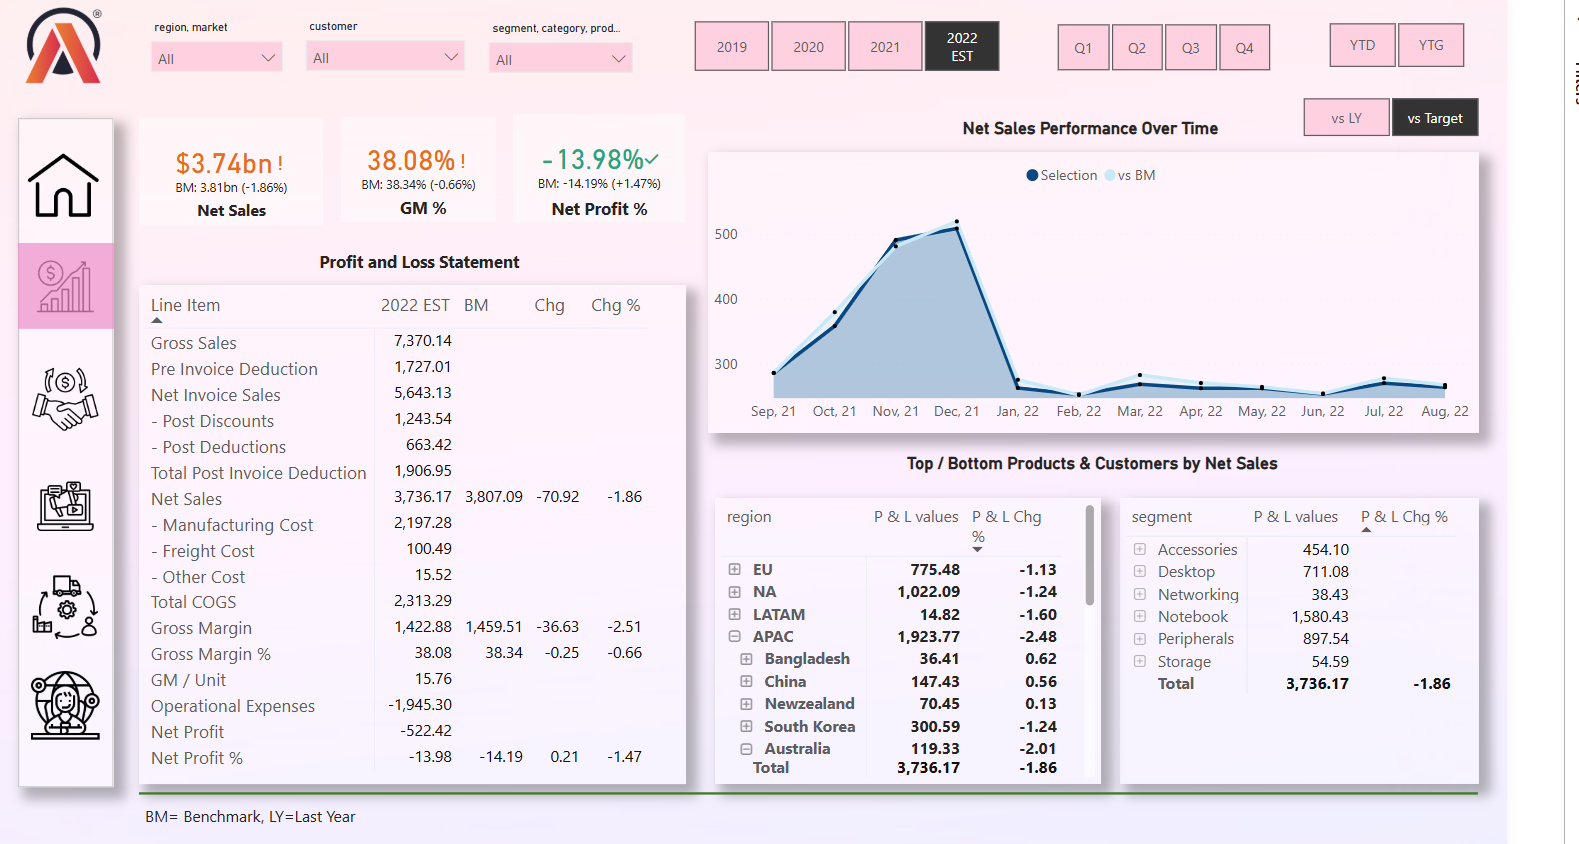 ®
region, market
customer
segment, category, prod...
All
All
All
2019
2020
2021
2022
EST
Q1
Q2
Q3
Q4
YTD
YTG
vs LY
vs Target
$3.74bn !
BM: 3.81bn (-1.86%)
Net Sales
38.08% !
BM: 38.34% (-0.66%)
GM %
-13.98%
BM: -14.19% (+1.47%)
Net Profit %
Net Sales Performance Over Time
Selection vs BM
500
400
300
Sep, 21 Oct, 21 Nov, 21 Dec, 21 Jan, 22 Feb, 22 Mar, 22 Apr, 22 May, 22 Jun, 22 Jul, 22 Aug, 22
Profit and Loss Statement
Line Item 2022 EST BM Chg Chg %
Gross Sales 7,370.14
Pre Invoice Deduction 1,727.01
Net Invoice Sales 5,643.13
- Post Discounts 1,243.54
- Post Deductions 663.42
Total Post Invoice Deduction 1,906.95
Net Sales 3,736.17 3,807.09 -70.92 -1.86
- Manufacturing Cost 2,197.28
- Freight Cost 100.49
- Other Cost 15.52
Total COGS 2,313.29
Gross Margin 1,422.88 1,459.51 -36.63 -2.51
Gross Margin % 38.08 38.34 -0.25 -0.66
GM / Unit 15.76
Operational Expenses -1,945.30
Net Profit -522.42
Net Profit % -13.98 -14.19 0.21 -1.47
Top / Bottom Products & Customers by Net Sales
region P & L values P & L Chg
%
EU 775.48 -1.13
NA 1,022.09 -1.24
LATAM 14.82 -1.60
APAC 1,923.77 -2.48
Bangladesh 36.41 0.62
China 147.43 0.56
Newzealand 70.45 0.13
South Korea 300.59 -1.24
Australia 119.33 -2.01
Total 3,736.17 -1.86
segment P & L values P & L Chg %
Accessories 454.10
Desktop 711.08
Networking 38.43
Notebook 1,580.43
Peripherals 897.54
Storage 54.59
Total 3,736.17 -1.86
BM= Benchmark, LY=Last Year